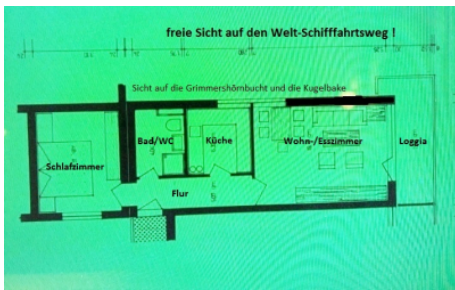 freie Sicht auf den Welt-Schifffahrtsweg !
Sicht auf die Grimmershörnbucht und die Kugelbake
Bad/WC
Küche
Wohn-/Esszimmer
Loggia
Schlafzimmer
Flur